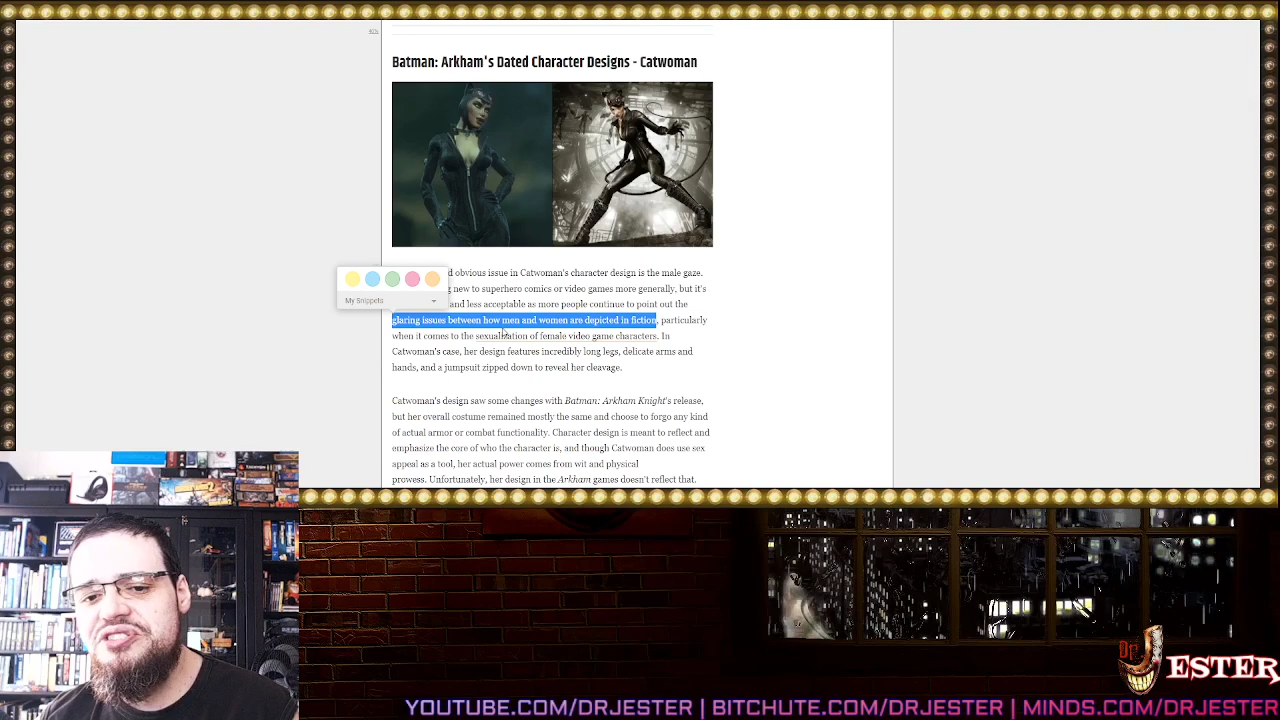 403s
Batman: Arkham's Dated Character Designs - Catwoman
d obvious issue in Catwoman's character design is the male gaze.
new to superhero comics or video games more generally, but it's
and less acceptable as more people continue to point out the
glaring issues between how men and women are depicted in fiction, particularly
when it comes to the sexualization of female video game characters. In
Catwoman's case, her design features incredibly long legs, delicate arms and
hands, and a jumpsuit zipped down to reveal her cleavage.
My Snippets
Catwoman's design saw some changes with Batman: Arkham Knight's release,
but her overall costume remained mostly the same and choose to forgo any kind
of actual armor or combat functionality. Character design is meant to reflect and
emphasize the core of who the character is, and though Catwoman does use sex
appeal as a tool, her actual power comes from wit and physical
prowess. Unfortunately, her design in the Arkham games doesn't reflect that.
Dr JESTER
YOUTUBE.COM/DRJESTER | BITCHUTE.COM/DRJESTER | MINDS.COM/DRJESTER